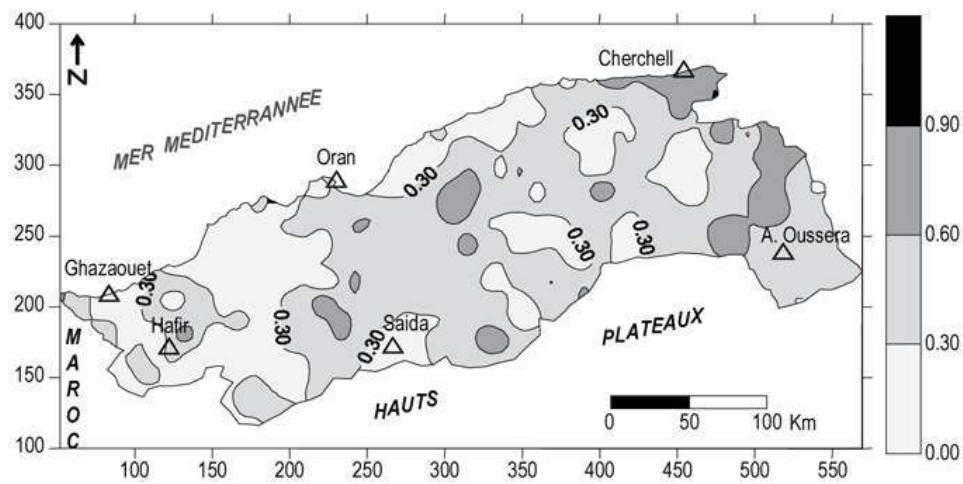 400
350
300
250
200
150
100
N
MER MEDITERRANNEE
Cherchell
Oran
Ghazaouet
Hafir
Saida
A. Oussera
0.30
0.30
0.30
0.30
0.30
0.30
0.30
MAROC
HAUTS
PLATEAUX
0 50 100 Km
100 150 200 250 300 350 400 450 500 550
0.90
0.60
0.30
0.00